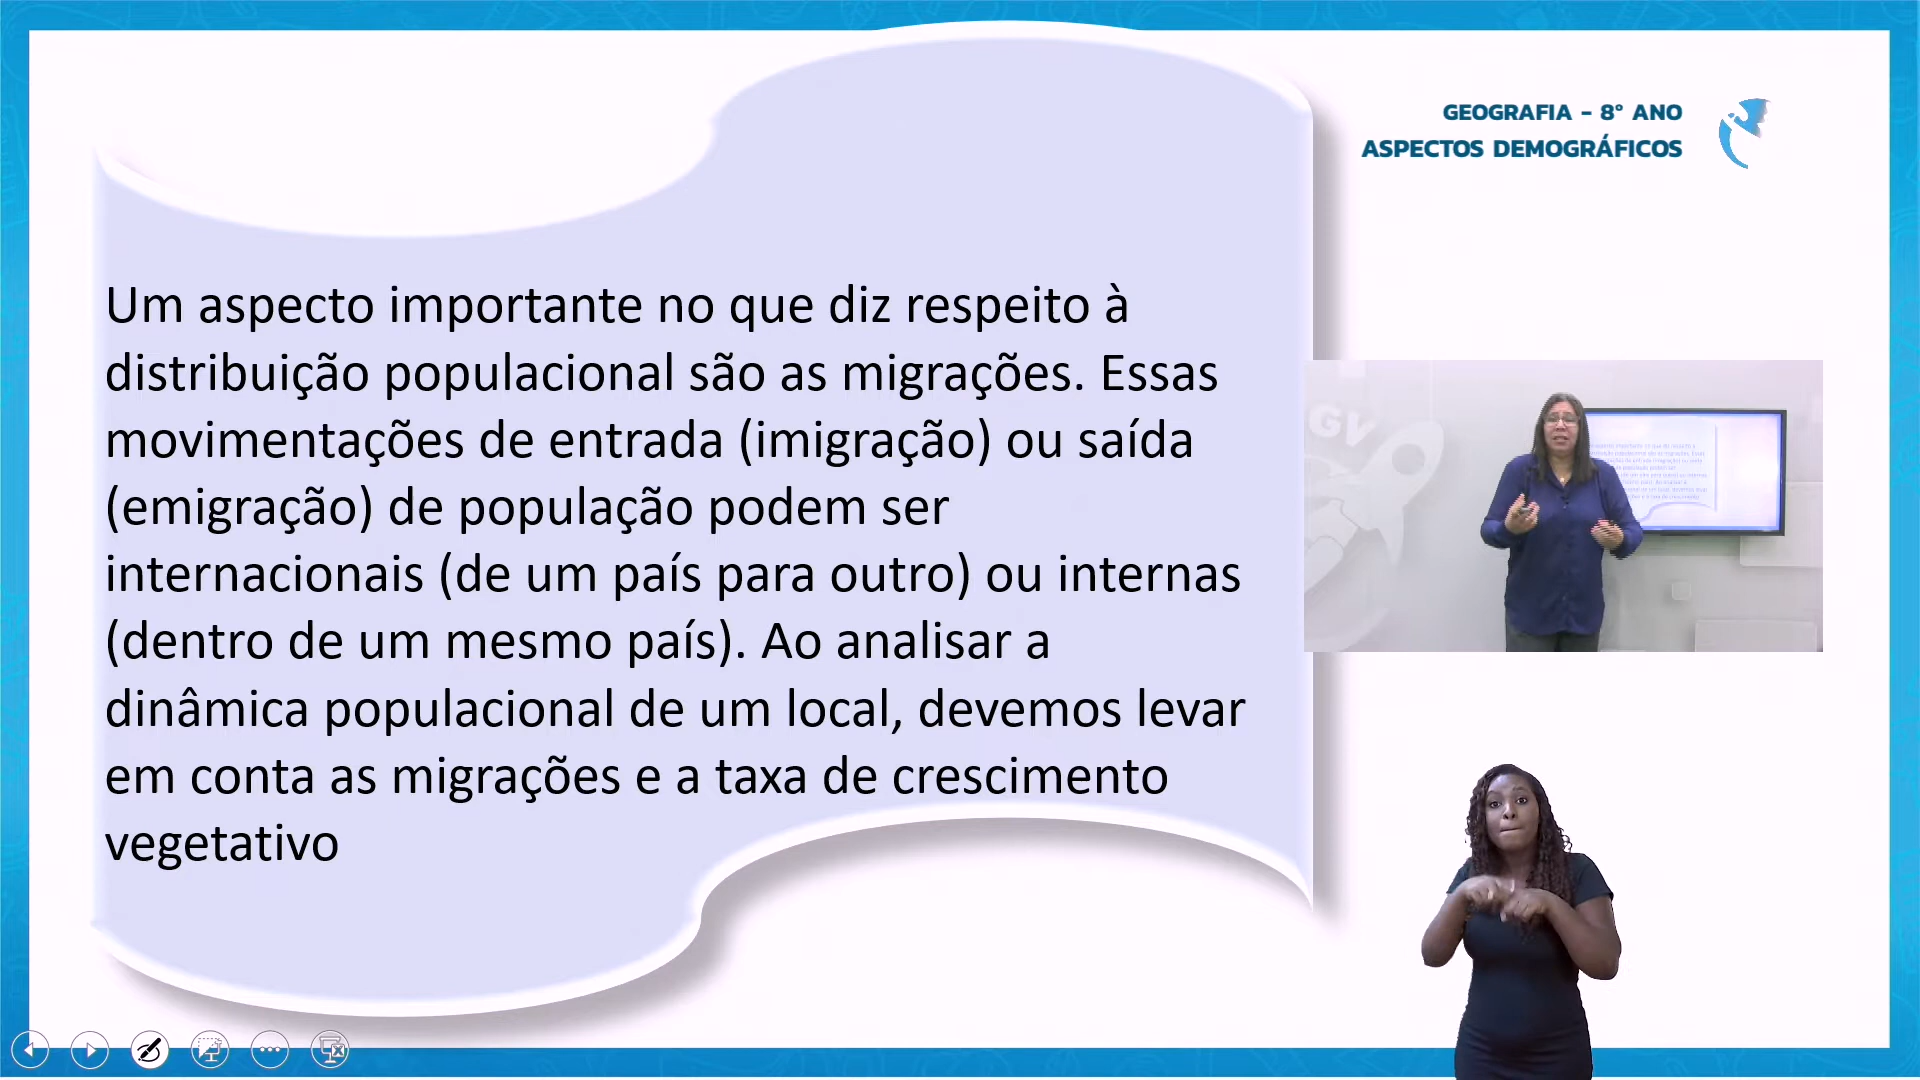 GEOGRAFIA - 8° ANO
ASPECTOS DEMOGRÁFICOS
Um aspecto importante no que diz respeito à
distribuição populacional são as migrações. Essas
movimentações de entrada (imigração) ou saída
(emigração) de população podem ser
internacionais (de um país para outro) ou internas
(dentro de um mesmo país). Ao analisar a
dinâmica populacional de um local, devemos levar
em conta as migrações e a taxa de crescimento
vegetativo
GV